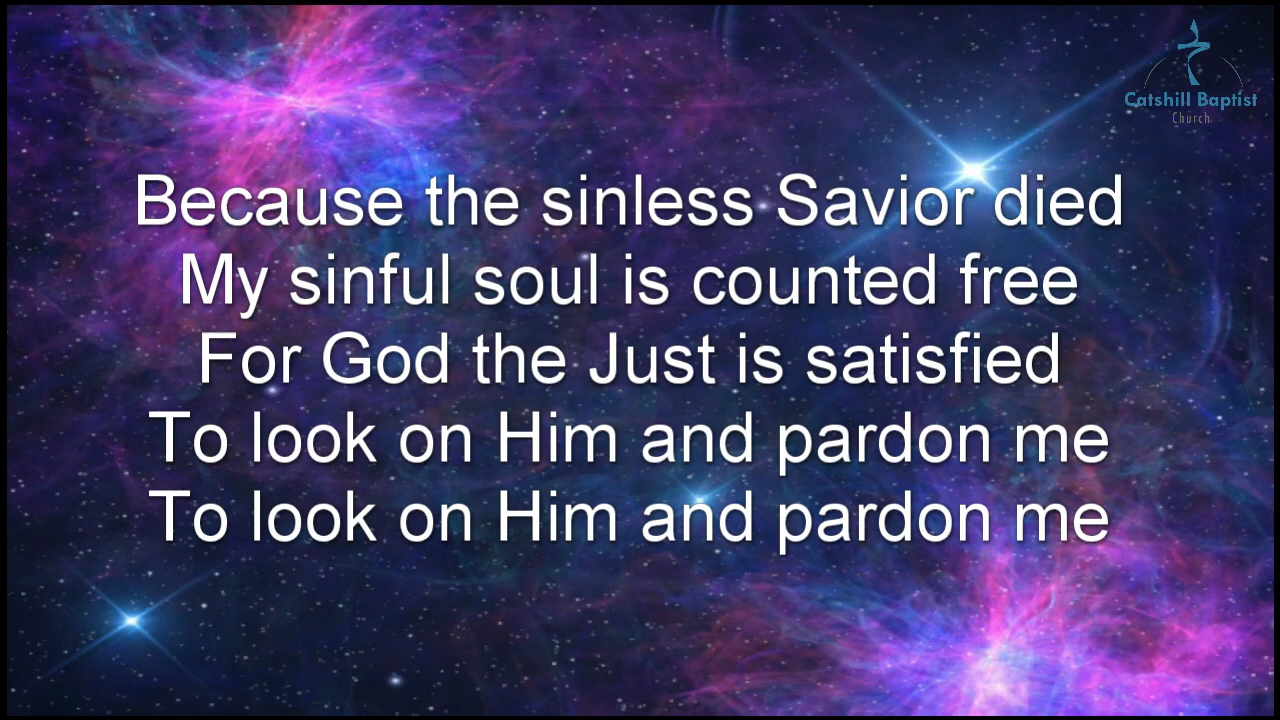 Catshill Baptist
Church
Because the sinless Savior died
My sinful soul is counted free
For God the Just is satisfied
To look on Him and pardon me
To look on Him and pardon me